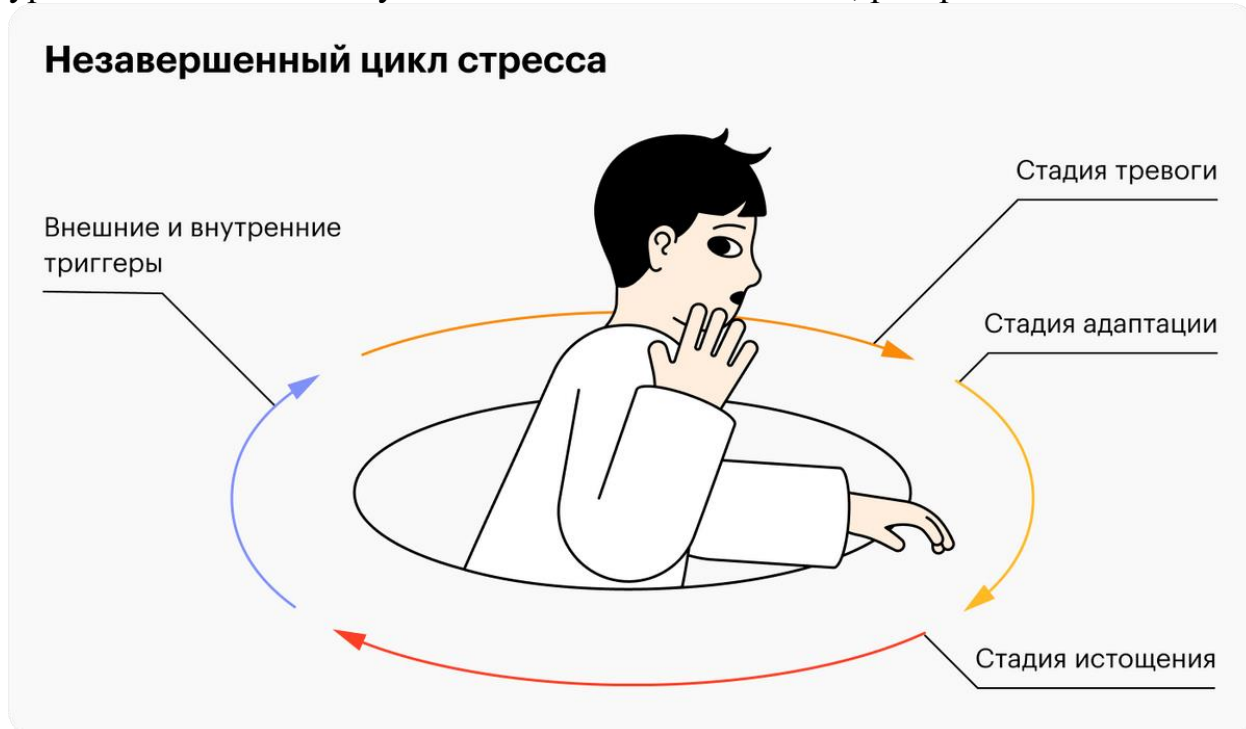 Незавершенный цикл стресса
Стадия тревоги
Внешние и внутренние
триггеры
Стадия адаптации
Стадия истощения